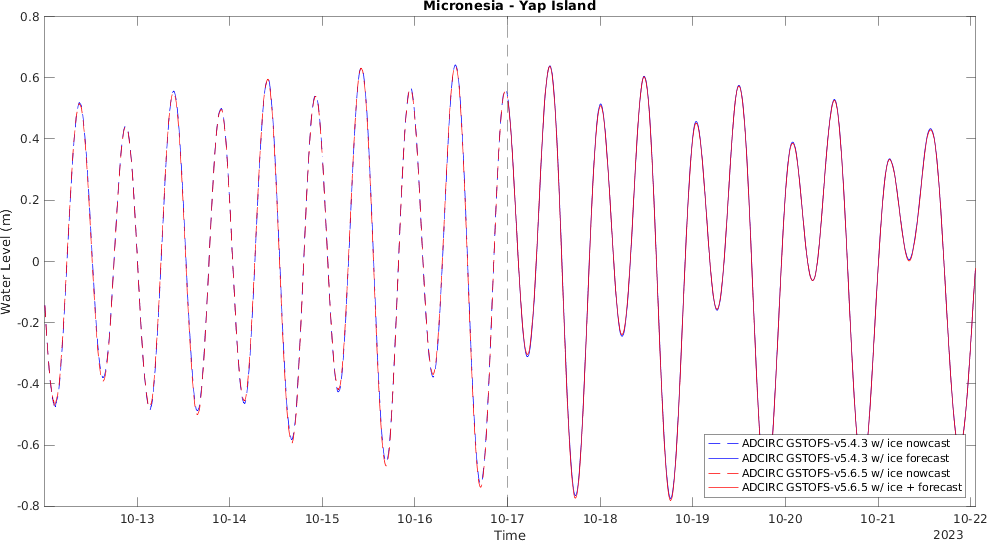 Micronesia - Yap Island
0.8
0.6
0.4
0.2
0
-0.2
-0.4
-0.6
-0.8
Water Level (m)
10-13 10-14 10-15 10-16 10-17 10-18 10-19 10-20 10-21 10-22
Time
2023
ADCIRC GSTOFS-v5.4.3 w/ ice nowcast
ADCIRC GSTOFS-v5.4.3 w/ ice forecast
ADCIRC GSTOFS-v5.6.5 w/ ice nowcast
ADCIRC GSTOFS-v5.6.5 w/ ice + forecast